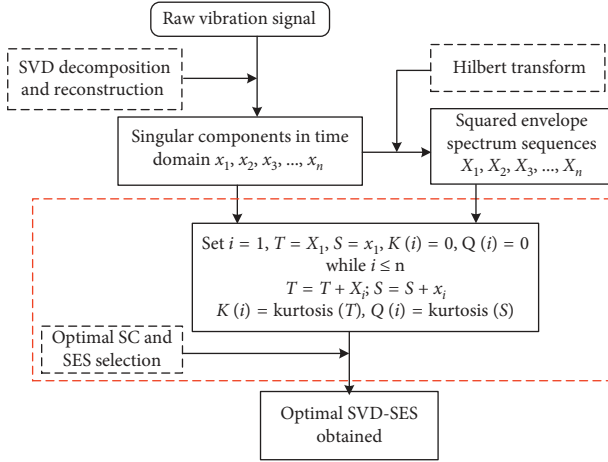 Raw vibration signal
SVD decomposition
and reconstruction
Hilbert transform
Singular components in time
domain x₁, x₂, x₃, ..., xₙ
Squared envelope
spectrum sequences
X₁, X₂, X₃, ..., Xₙ
Set i = 1, T = X₁, S = x₁, K (i) = 0, Q (i) = 0
while i ≤ n
T = T + Xᵢ; S = S + xᵢ
K (i) = kurtosis (T), Q (i) = kurtosis (S)
Optimal SC and
SES selection
Optimal SVD-SES
obtained